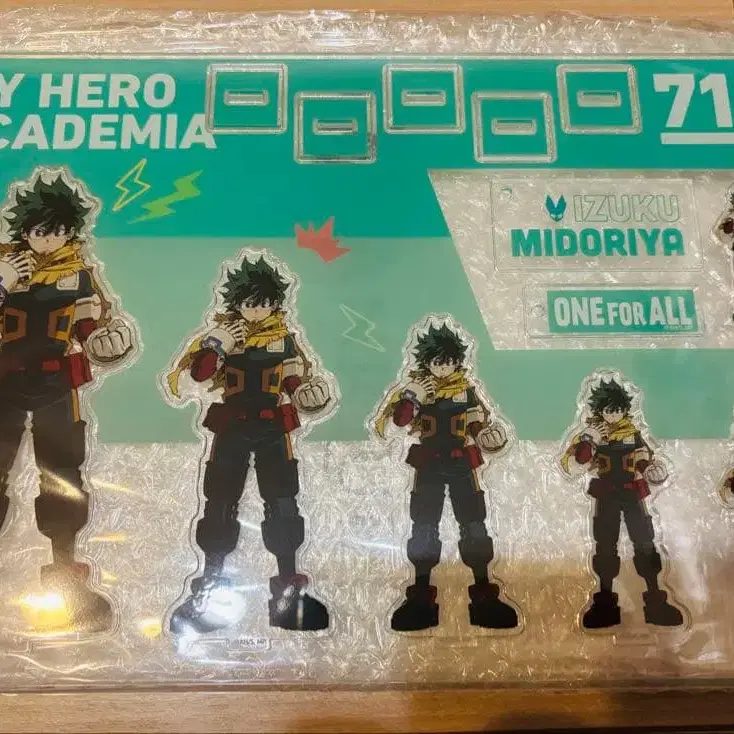 Y HERO
CADEMIA
71
IZUKU
MIDORIYA
ONE FOR ALL